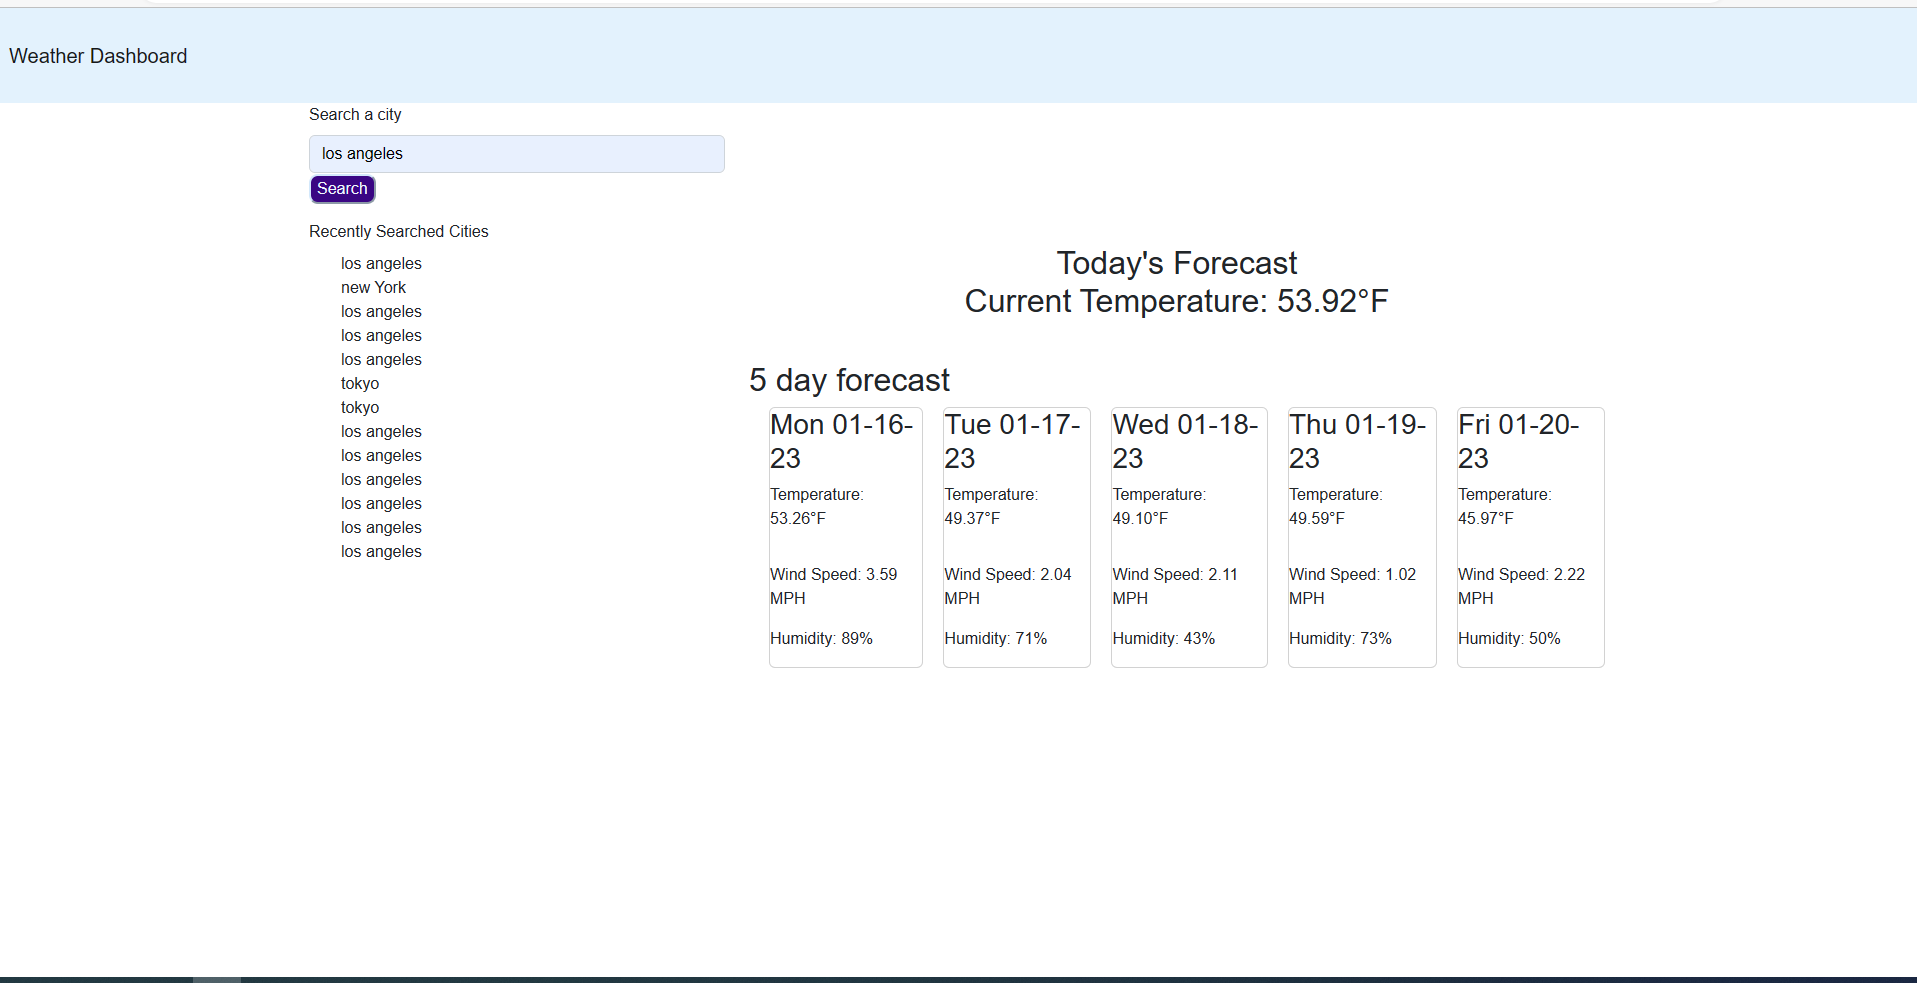 Weather Dashboard
Search a city
los angeles
Search
Recently Searched Cities
los angeles
new York
los angeles
los angeles
los angeles
tokyo
tokyo
los angeles
los angeles
los angeles
los angeles
los angeles
los angeles
Today's Forecast
Current Temperature: 53.92°F
5 day forecast
Mon 01-16-
23
Temperature:
53.26°F
Wind Speed: 3.59
MPH
Humidity: 89%
Tue 01-17-
23
Temperature:
49.37°F
Wind Speed: 2.04
MPH
Humidity: 71%
Wed 01-18-
23
Temperature:
49.10°F
Wind Speed: 2.11
MPH
Humidity: 43%
Thu 01-19-
23
Temperature:
49.59°F
Wind Speed: 1.02
MPH
Humidity: 73%
Fri 01-20-
23
Temperature:
45.97°F
Wind Speed: 2.22
MPH
Humidity: 50%